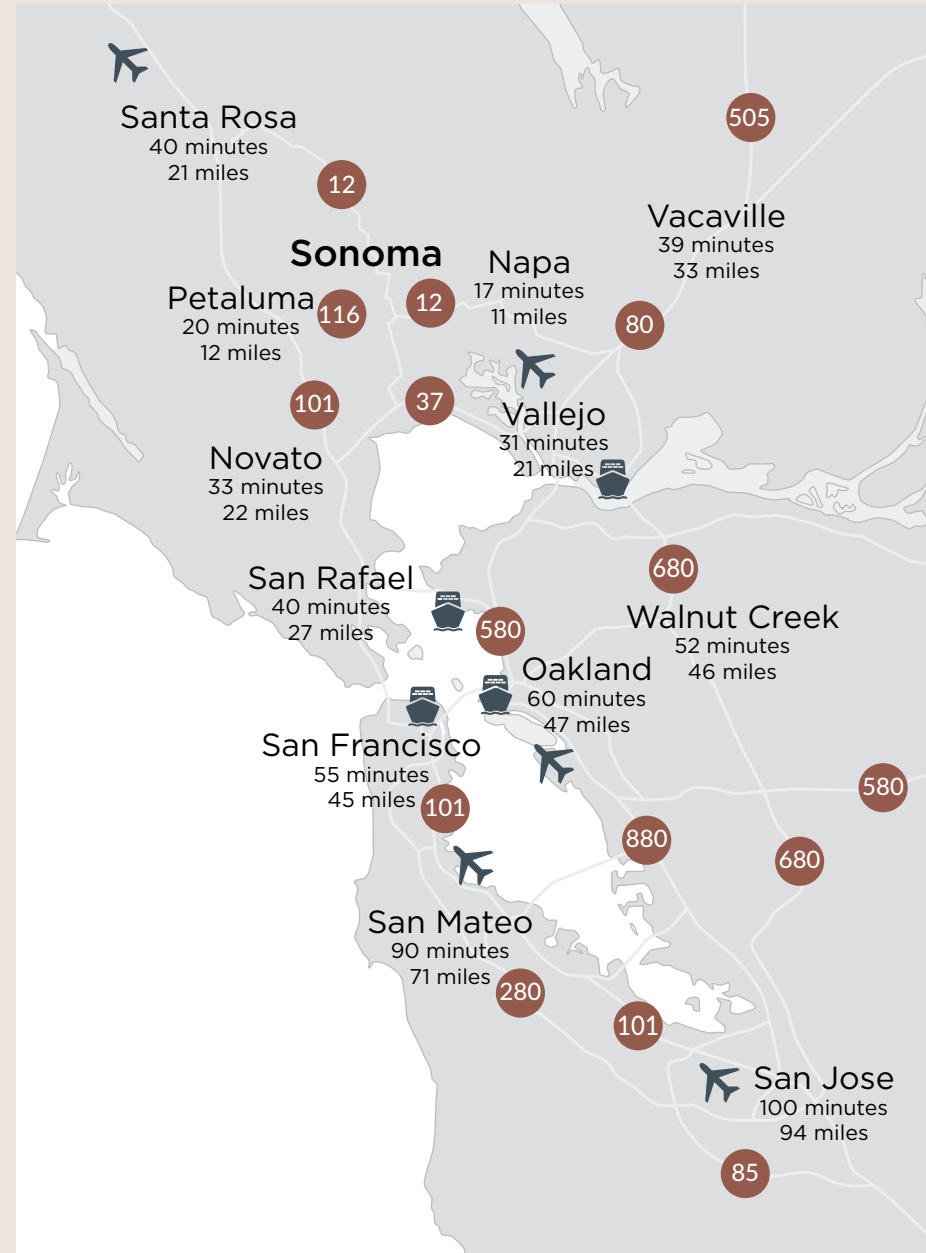 505
Santa Rosa
40 minutes
21 miles
12
Vacaville
39 minutes
33 miles
Sonoma
Napa
17 minutes
11 miles
Petaluma
20 minutes
12 miles
116
12
80
101
37
Vallejo
31 minutes
21 miles
Novato
33 minutes
22 miles
680
San Rafael
40 minutes
27 miles
580
Walnut Creek
52 minutes
46 miles
Oakland
60 minutes
47 miles
San Francisco
55 minutes
45 miles
101
580
880
680
San Mateo
90 minutes
71 miles
280
101
San Jose
100 minutes
94 miles
85